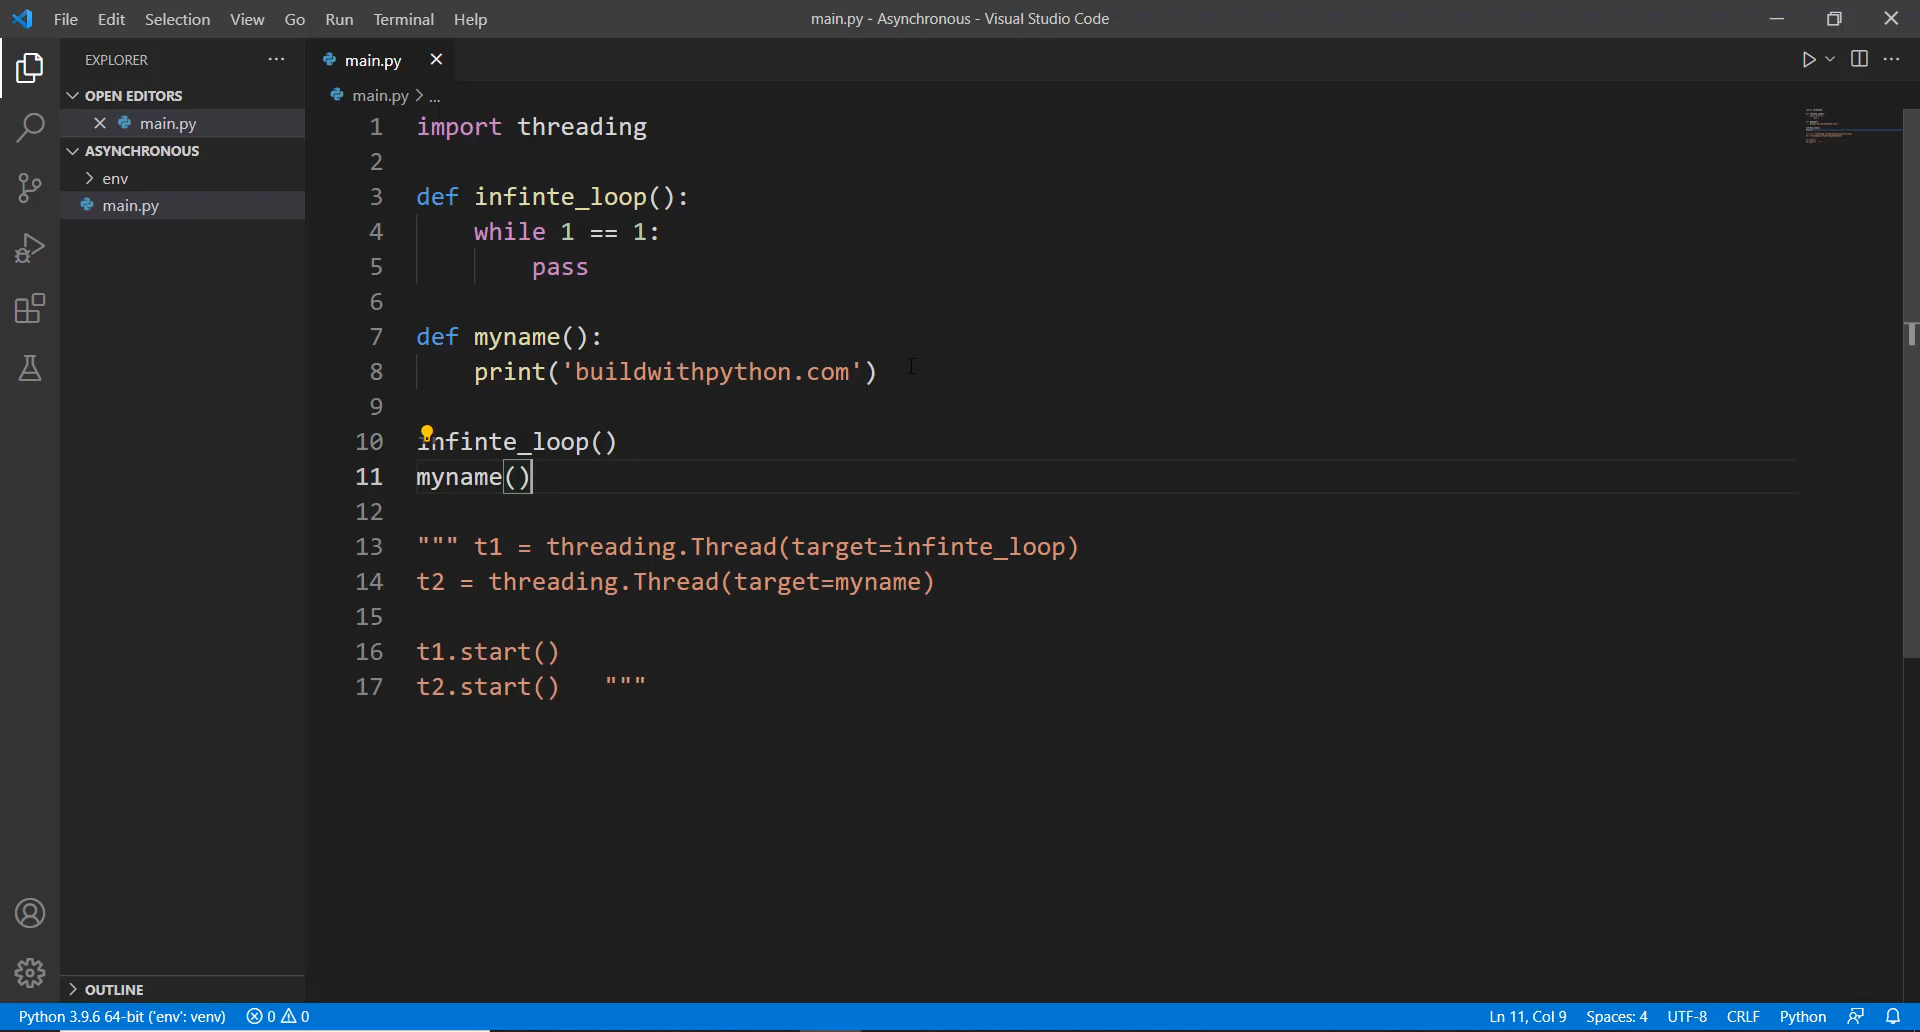 File Edit Selection View Go Run Terminal Help
main.py - Asynchronous - Visual Studio Code
EXPLORER ...
OPEN EDITORS
main.py
ASYNCHRONOUS
env
main.py
OUTLINE
main.py
main.py > ...
1 import threading
2
3 def infinte_loop():
4 while 1 == 1:
5 pass
6
7 def myname():
8 print('buildwithpython.com')
9
10 infinte_loop()
11 myname()
12
13 """ t1 = threading.Thread(target=infinte_loop)
14 t2 = threading.Thread(target=myname)
15
16 t1.start()
17 t2.start() """
Python 3.9.6 64-bit ('env': venv) 0 0 Ln 11, Col 9 Spaces: 4 UTF-8 CRLF Python